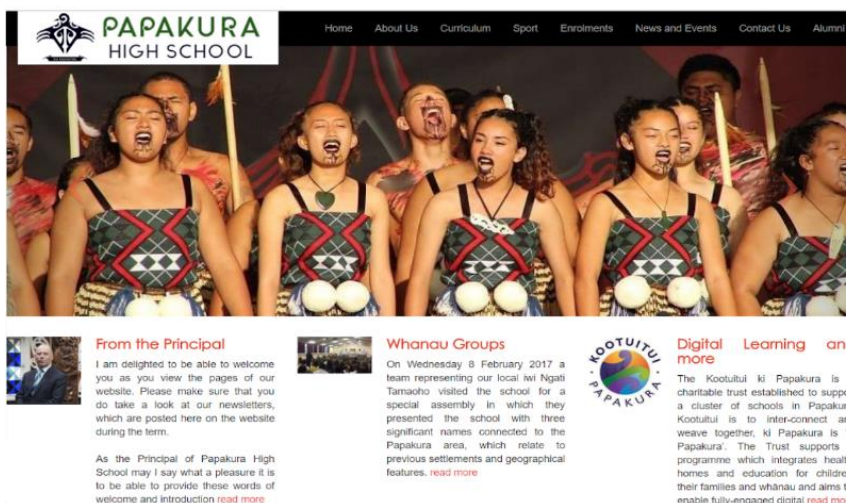 PAPAKURA
HIGH SCHOOL
Home About Us Curriculum Sport Enrolments News and Events Contact Us Alumni
From the Principal
I am delighted to be able to welcome
you as you view the pages of our
website. Please make sure that you
do take a look at our newsletters,
which are posted here on the website
during the term.
As the Principal of Papakura High
School may I say what a pleasure it is
to be able to provide these words of
welcome and introduction read more
Whanau Groups
On Wednesday 8 February 2017 a
team representing our local iwi Ngati
Tamaoho visited the school for a
special assembly in which they
presented the school with three
significant names connected to the
Papakura area, which relate to
previous settlements and geographical
features. read more
KOOTUITUI
PAPAKURA
Digital Learning an
more
The Kootuitui ki Papakura is
charitable trust established to suppo
a cluster of schools in Papakur
Kootuitui is to inter-connect an
weave together, ki Papakura is
Papakura'. The Trust supports
programme which integrates health
homes and education for childre
their families and whānau and aims t
enable fully-engaged digital read mo